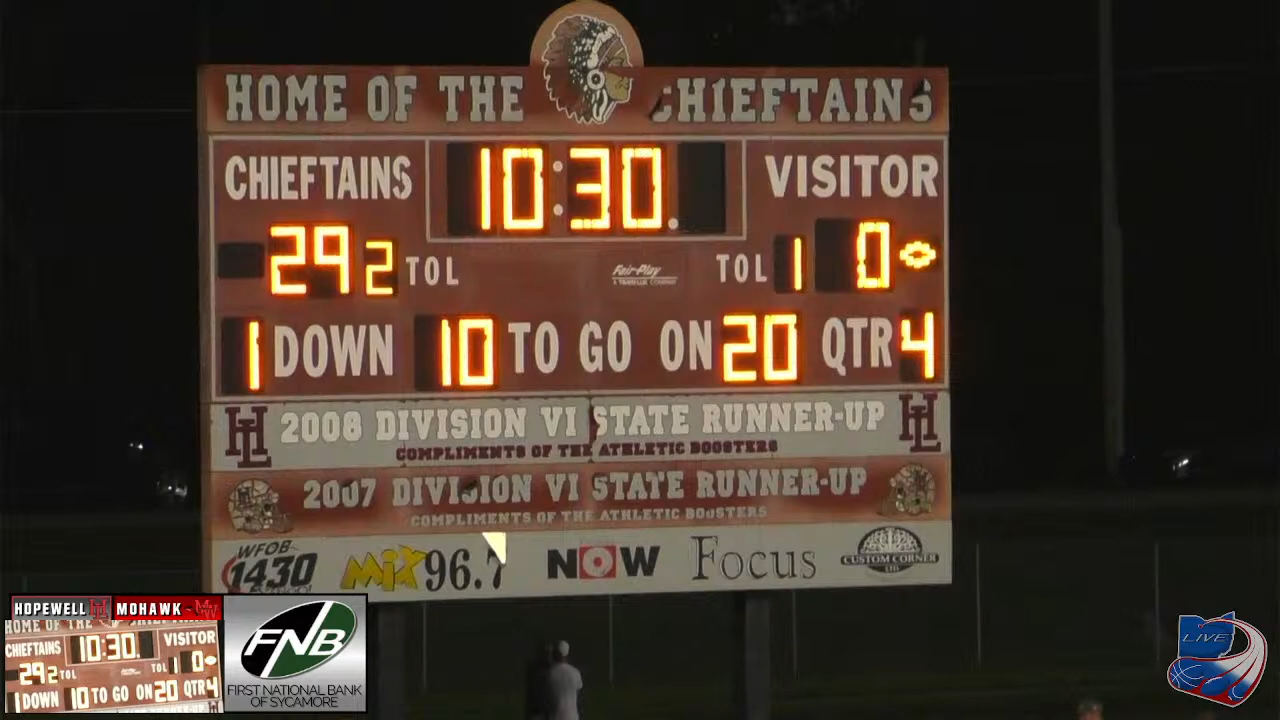 HOME OF THE CHIEFTAINS
CHIEFTAINS 10:30 VISITOR
29 2 TOL Fair-Play TOL 1 0
1 DOWN 10 TO GO ON 20 QTR 4
HL 2008 DIVISION VI STATE RUNNER-UP HL
COMPLIMENTS OF THE ATHLETIC BOOSTERS
2007 DIVISION VI STATE RUNNER-UP
COMPLIMENTS OF THE ATHLETIC BOOSTERS
WFOB 1430 MIX 96.7 NOW Focus CUSTOM CORNER
HOPEWELL HL MOHAWK
HOME OF THE
CHIEFTAINS 10:30 VISITOR
29 2 TOL TOL 1 0
1 DOWN 10 TO GO ON 20 QTR 4
FNB
FIRST NATIONAL BANK
OF SYCAMORE
LIVE